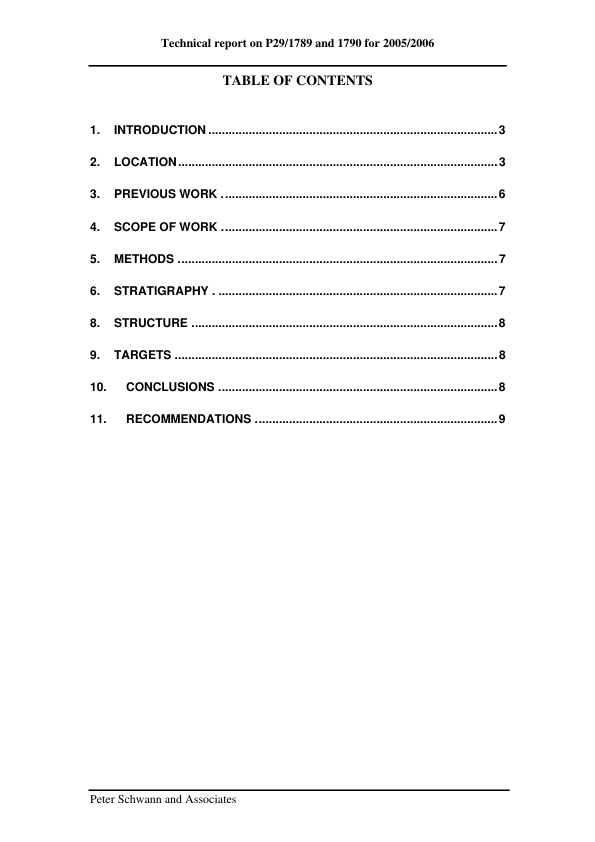 Technical report on P29/1789 and 1790 for 2005/2006
TABLE OF CONTENTS
1. INTRODUCTION ....................................................................................... 3
2. LOCATION ................................................................................................ 3
3. PREVIOUS WORK .................................................................................... 6
4. SCOPE OF WORK .................................................................................... 7
5. METHODS ................................................................................................ 7
6. STRATIGRAPHY . ..................................................................................... 7
8. STRUCTURE ............................................................................................ 8
9. TARGETS ................................................................................................. 8
10. CONCLUSIONS .................................................................................... 8
11. RECOMMENDATIONS ......................................................................... 9
Peter Schwann and Associates